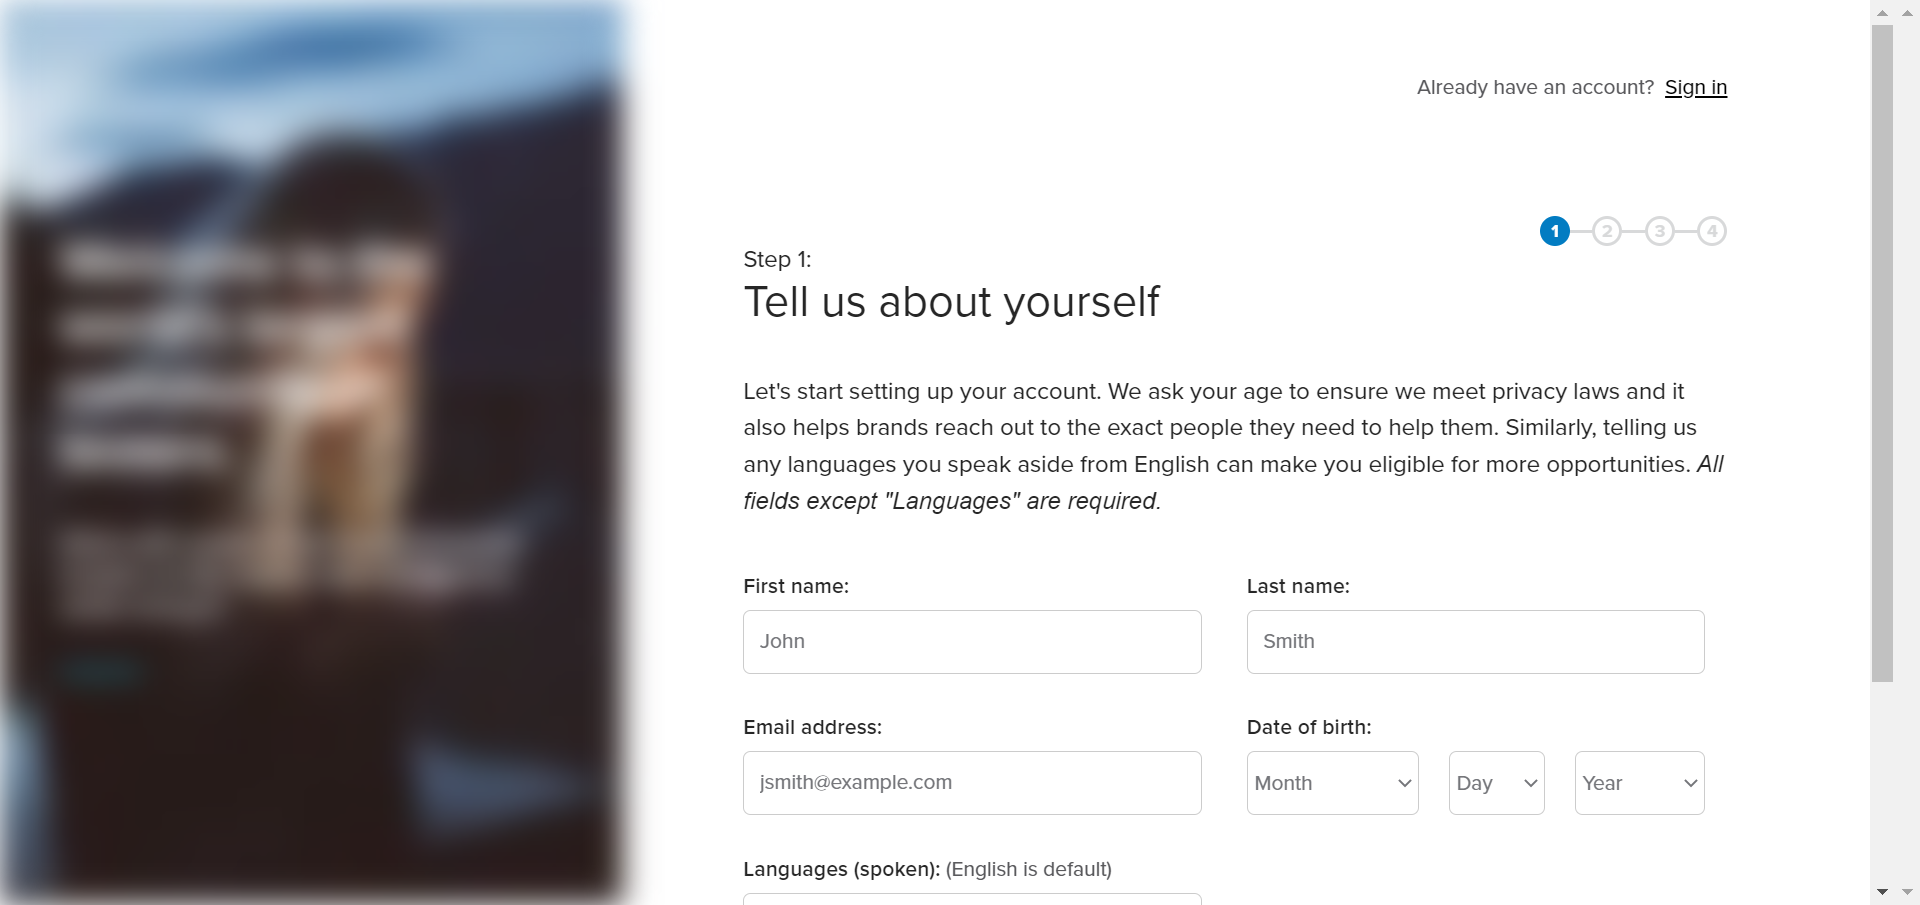 Already have an account? Sign in
1 2 3 4
Step 1:
Tell us about yourself
Let's start setting up your account. We ask your age to ensure we meet privacy laws and it
also helps brands reach out to the exact people they need to help them. Similarly, telling us
any languages you speak aside from English can make you eligible for more opportunities. All
fields except "Languages" are required.
First name: Last name:
John Smith
Email address: Date of birth:
jsmith@example.com Month Day Year
Languages (spoken): (English is default)